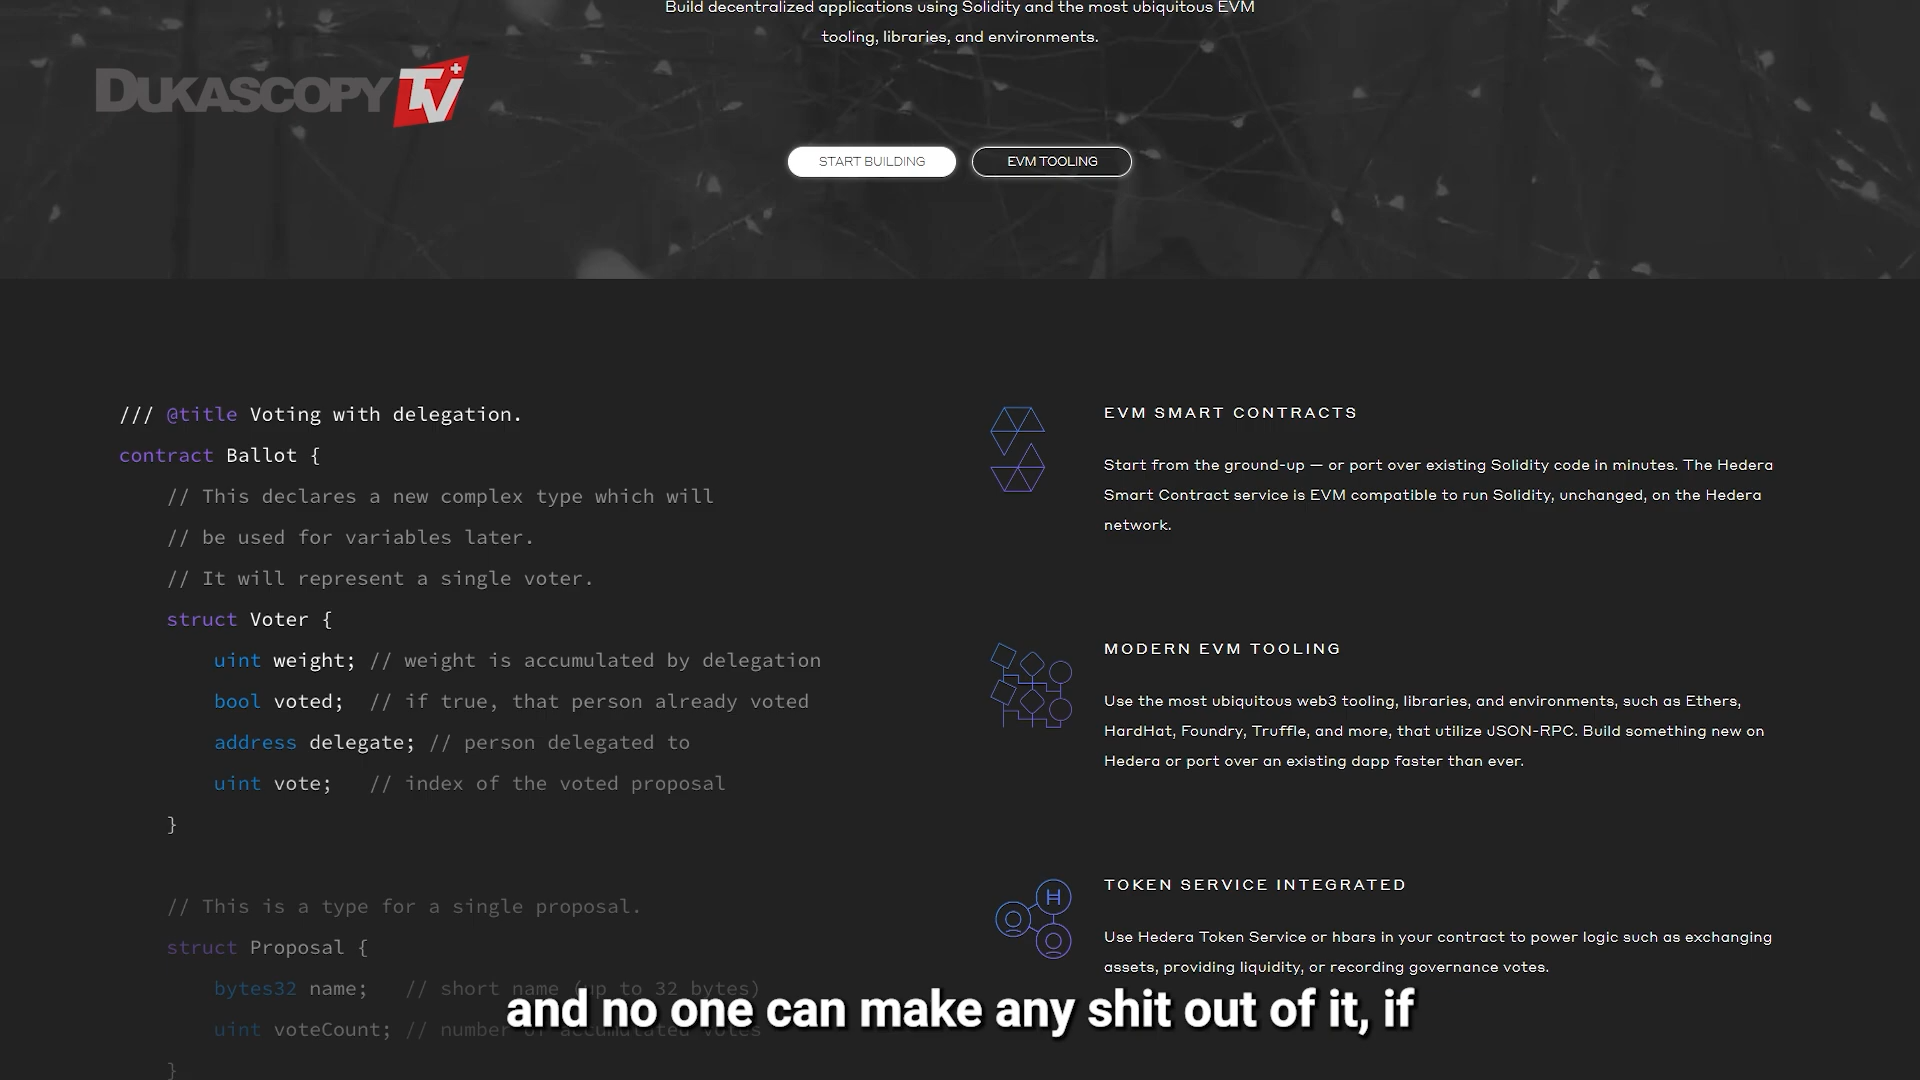 Build decentralized applications using Solidity and the most ubiquitous EVM
tooling, libraries, and environments.
DUKASCOPY TV+
START BUILDING
EVM TOOLING
/// @title Voting with delegation.
contract Ballot {
// This declares a new complex type which will
// be used for variables later.
// It will represent a single voter.
struct Voter {
uint weight; // weight is accumulated by delegation
bool voted; // if true, that person already voted
address delegate; // person delegated to
uint vote; // index of the voted proposal
}
// This is a type for a single proposal.
struct Proposal {
bytes32 name; // short name (up to 32 bytes)
uint voteCount; // number of accumulated votes
}
EVM SMART CONTRACTS
Start from the ground-up — or port over existing Solidity code in minutes. The Hedera
Smart Contract service is EVM compatible to run Solidity, unchanged, on the Hedera
network.
MODERN EVM TOOLING
Use the most ubiquitous web3 tooling, libraries, and environments, such as Ethers,
HardHat, Foundry, Truffle, and more, that utilize JSON-RPC. Build something new on
Hedera or port over an existing dapp faster than ever.
H
TOKEN SERVICE INTEGRATED
Use Hedera Token Service or hbars in your contract to power logic such as exchanging
assets, providing liquidity, or recording governance votes.
and no one can make any shit out of it, if